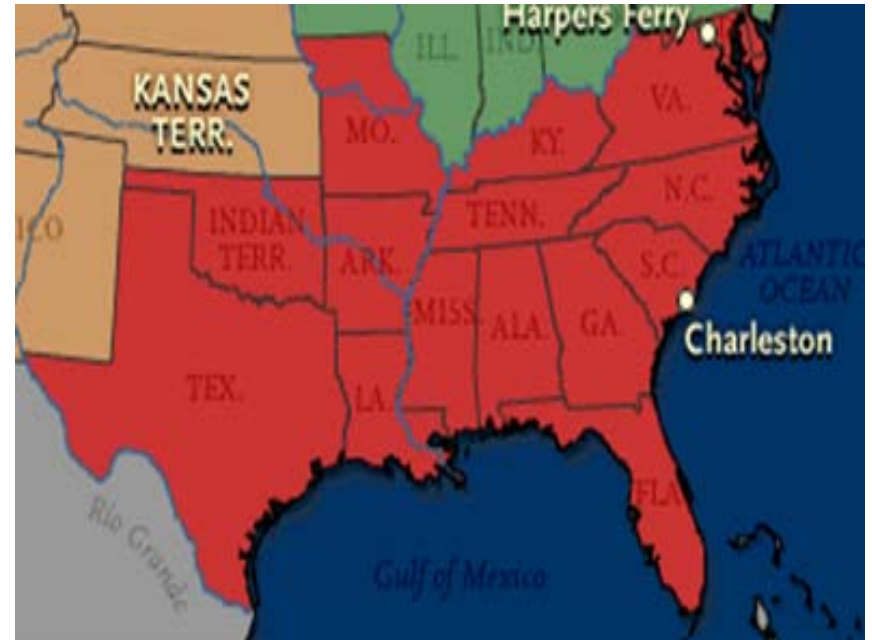 Harpers Ferry
ILL.
IND.
KANSAS
TERR.
MO.
KY.
VA.
ICO
INDIAN
TERR.
ARK.
TENN.
N.C.
S.C.
ATLANTIC
OCEAN
MISS.
ALA.
GA.
Charleston
TEX.
LA.
FLA.
Rio Grande
Gulf of Mexico